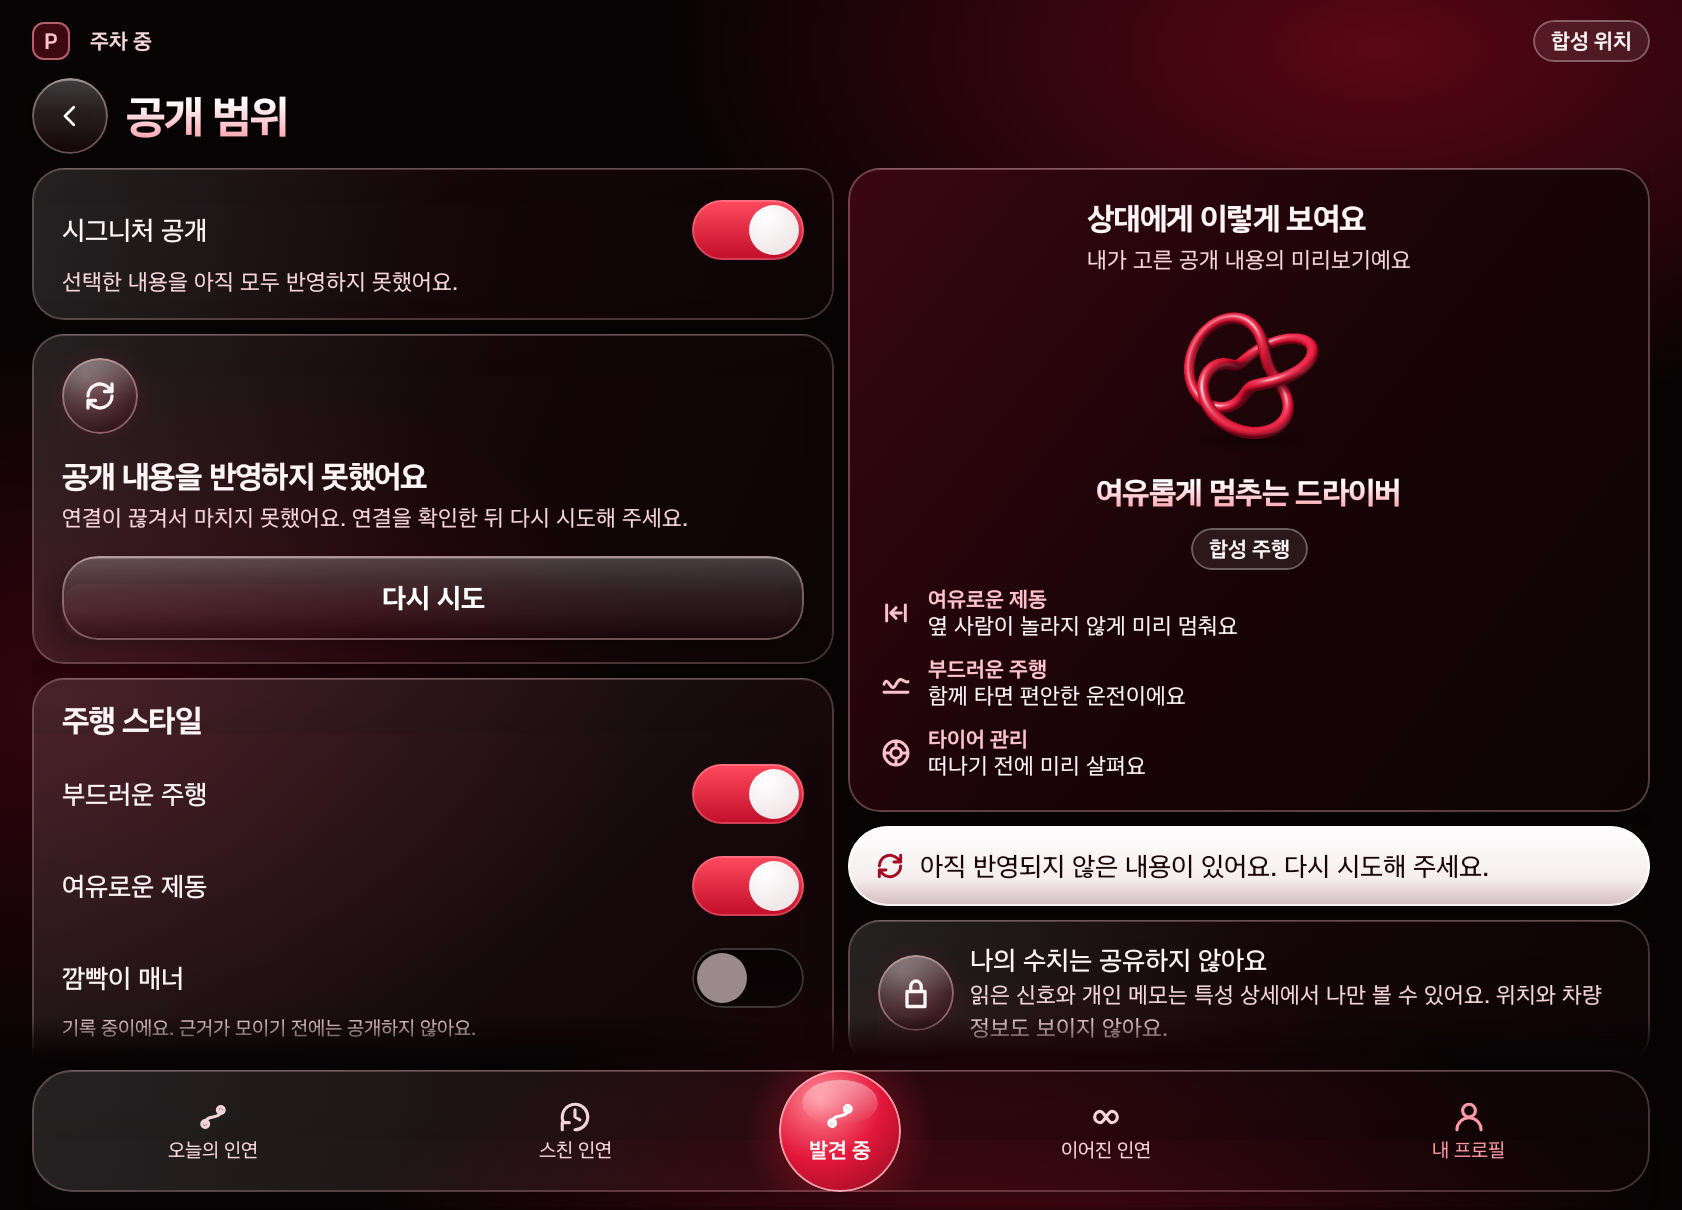 P 주차 중
합성 위치
공개 범위
시그니처 공개
선택한 내용을 아직 모두 반영하지 못했어요.
공개 내용을 반영하지 못했어요
연결이 끊겨서 마치지 못했어요. 연결을 확인한 뒤 다시 시도해 주세요.
다시 시도
주행 스타일
부드러운 주행
여유로운 제동
깜빡이 매너
기록 중이에요. 근거가 모이기 전에는 공개하지 않아요.
상대에게 이렇게 보여요
내가 고른 공개 내용의 미리보기예요
여유롭게 멈추는 드라이버
합성 주행
여유로운 제동
옆 사람이 놀라지 않게 미리 멈춰요
부드러운 주행
함께 타면 편안한 운전이에요
타이어 관리
떠나기 전에 미리 살펴요
아직 반영되지 않은 내용이 있어요. 다시 시도해 주세요.
나의 수치는 공유하지 않아요
읽은 신호와 개인 메모는 특성 상세에서 나만 볼 수 있어요. 위치와 차량
정보도 보이지 않아요.
오늘의 인연
스친 인연
발견 중
이어진 인연
내 프로필